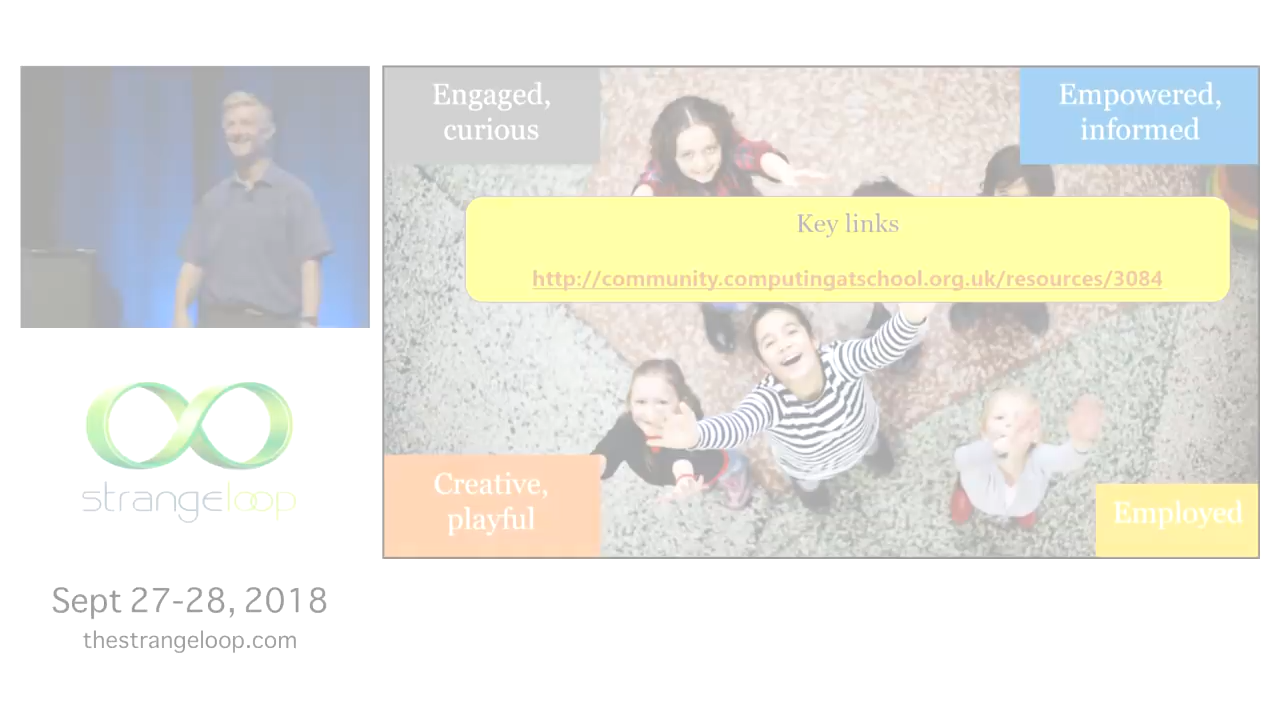 Engaged,
curious
Empowered,
informed
Key links
http://community.computingatschool.org.uk/resources/3084
Creative,
playful
Employed
strangeloop
Sept 27-28, 2018
thestrangeloop.com